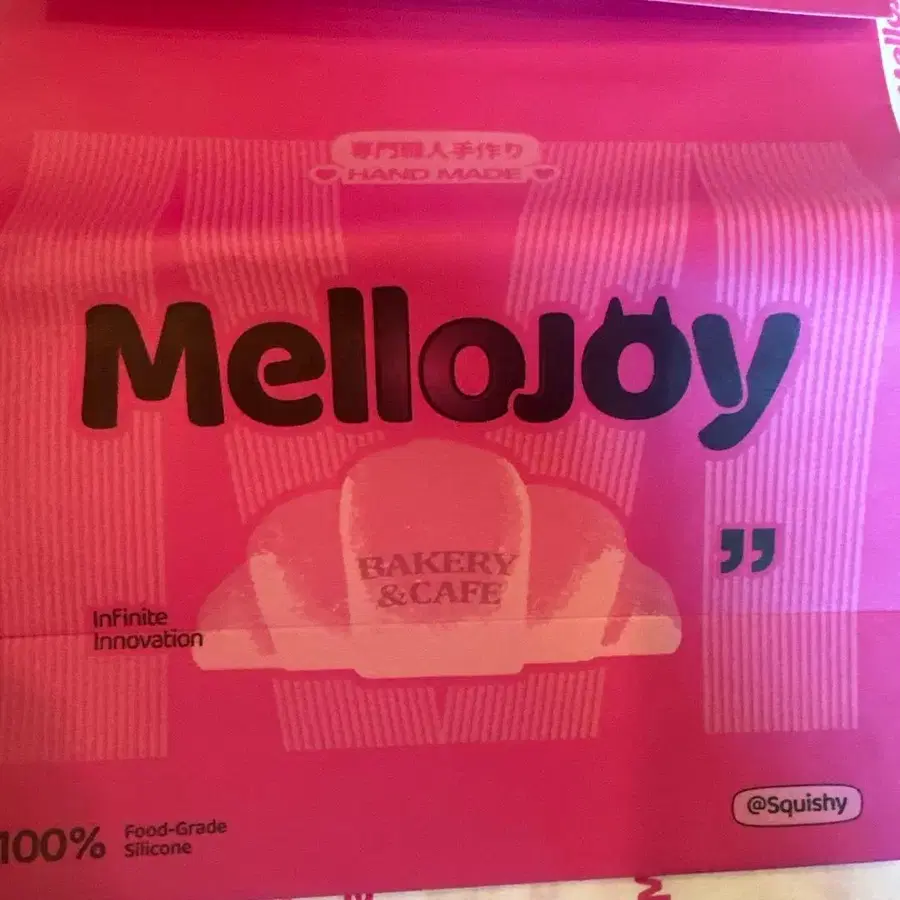 専門職人手作り
HAND MADE
Mellojoy
BAKERY
&CAFE
”
InFinite
Innovation
@Squishy
100%
Food-Grade
Silicone